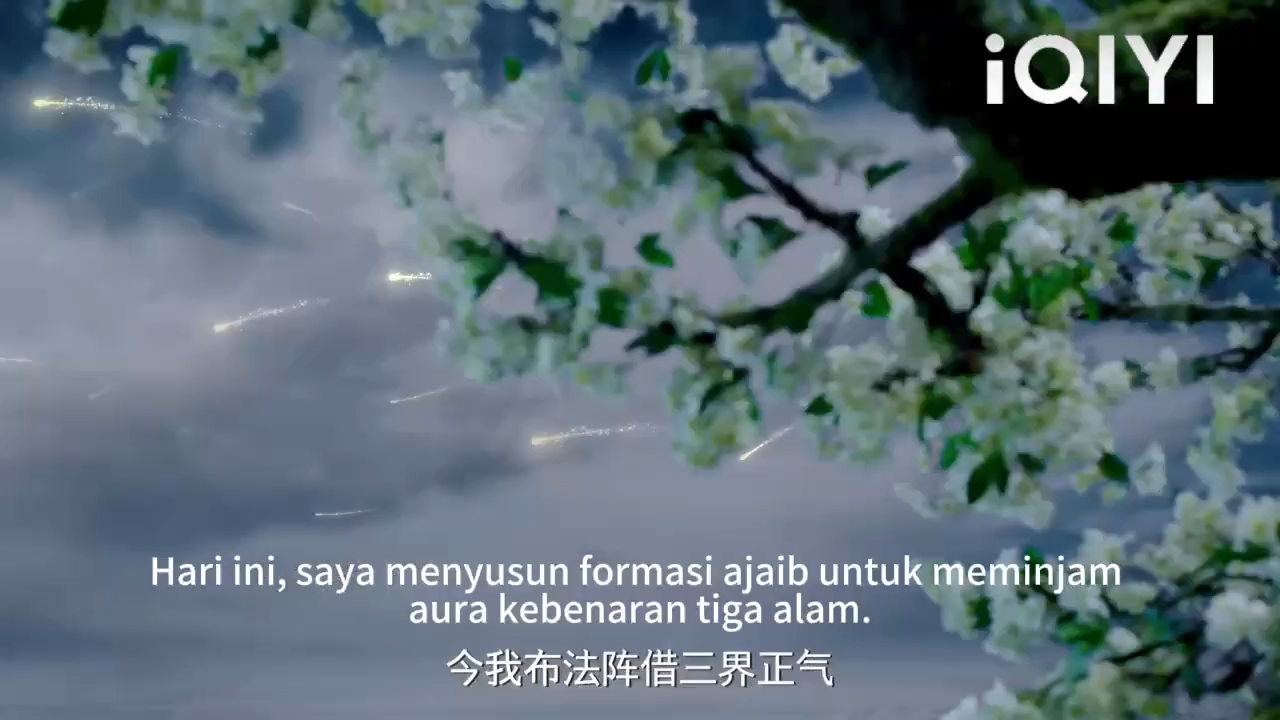 iQIYI
Hari ini, saya menyusun formasi ajaib untuk meminjam
aura kebenaran tiga alam.
今我布法阵借三界正气